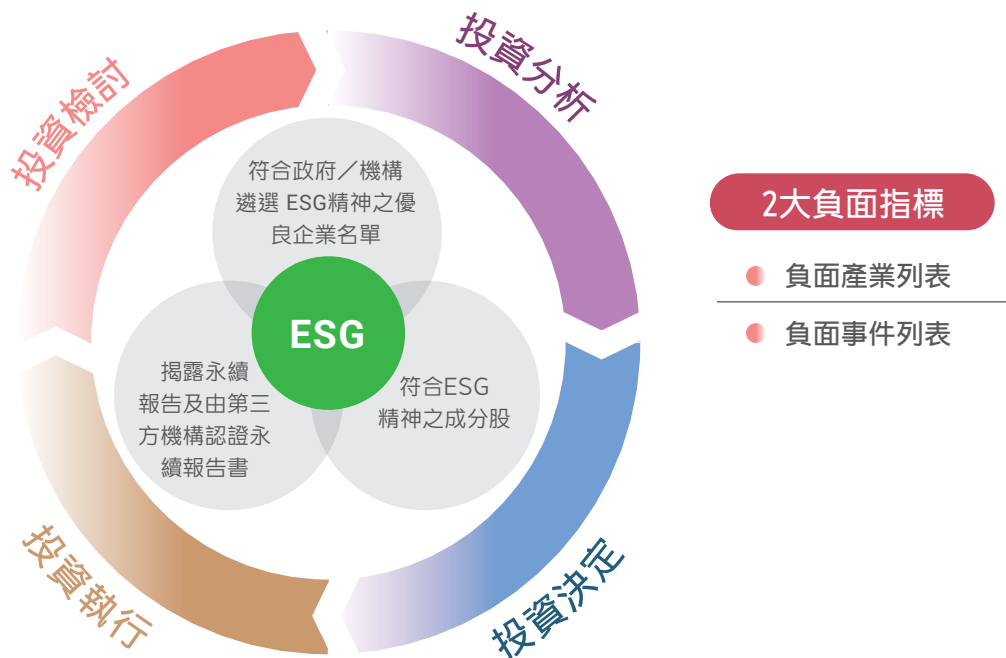 投資檢討
投資分析
符合政府／機構
遴選 ESG精神之優
良企業名單
ESG
揭露永續
報告及由第三
方機構認證永
續報告書
符合ESG
精神之成分股
投資執行
投資決定
2大負面指標
負面產業列表
負面事件列表